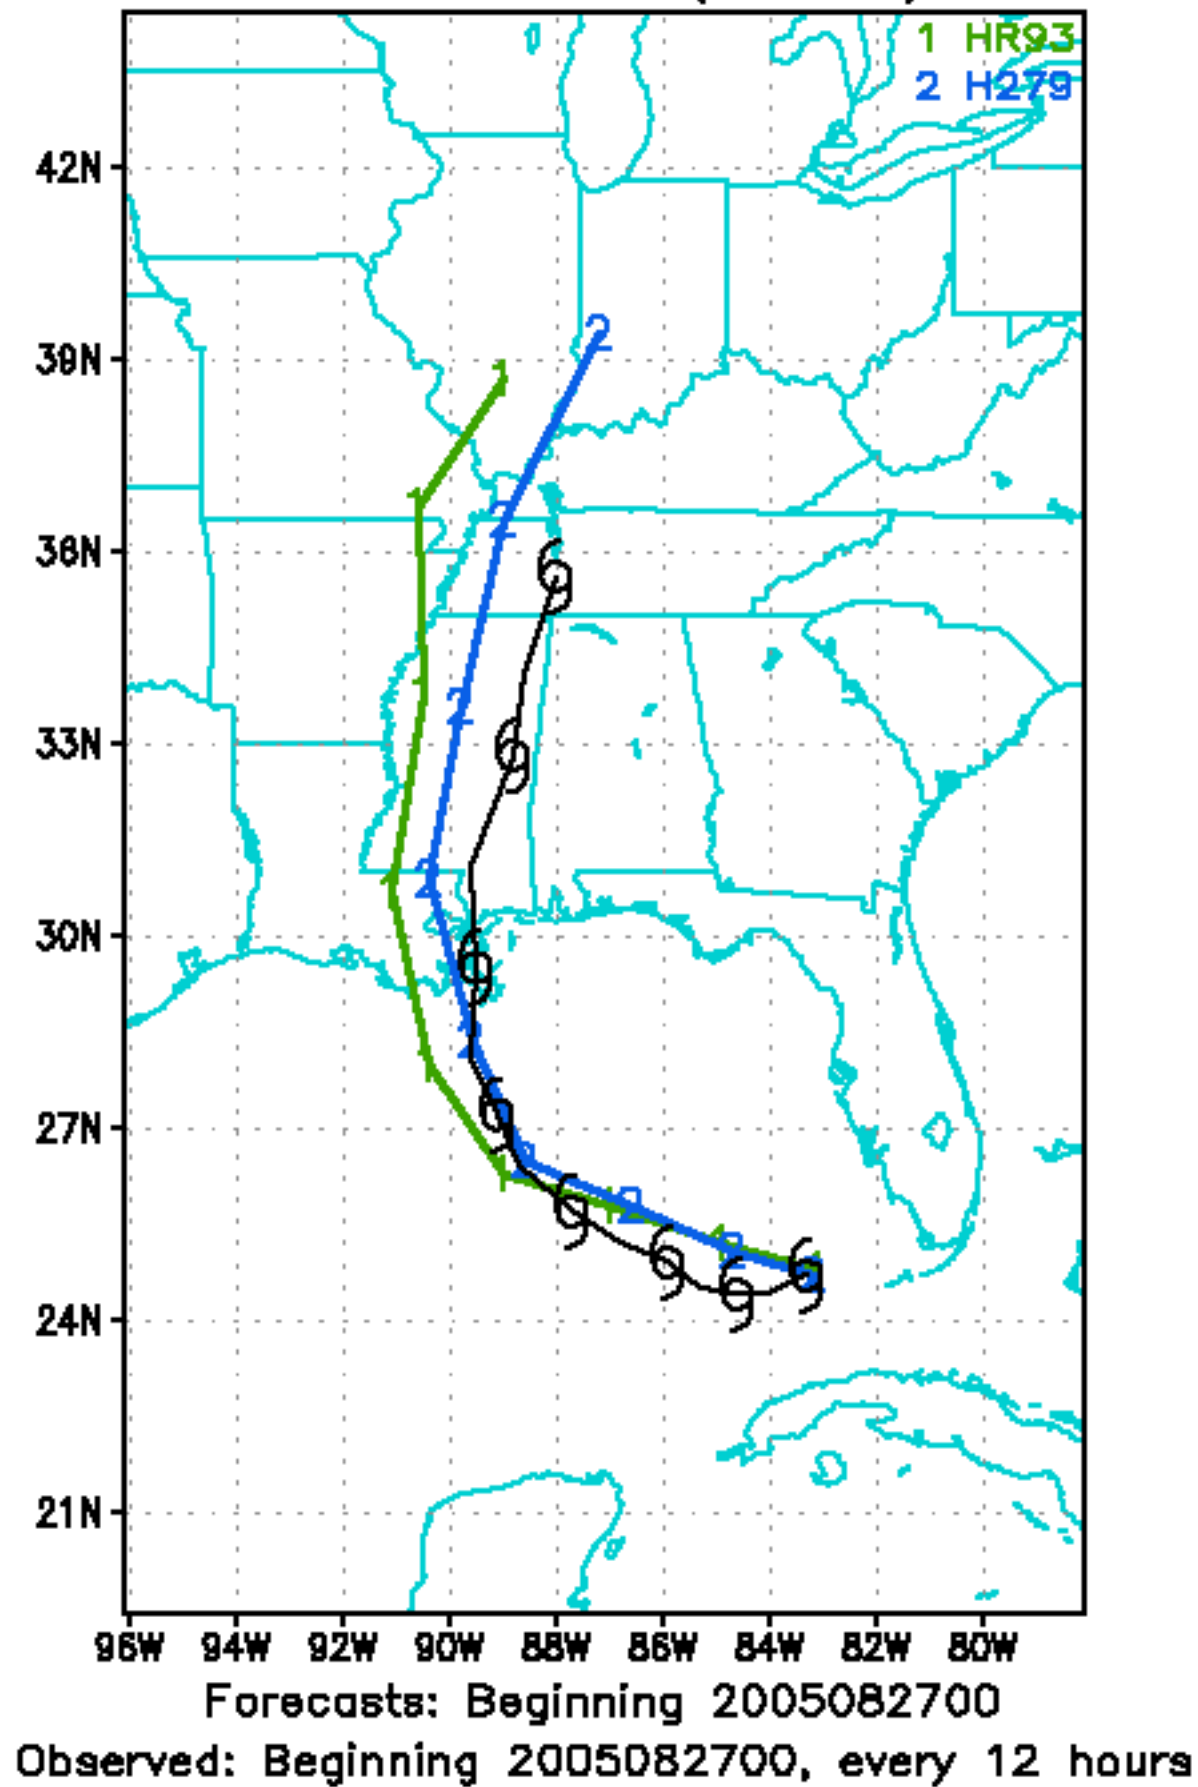 1 HR93
2 H279
42N
39N
36N
33N
30N
27N
24N
21N
96W 94W 92W 90W 88W 86W 84W 82W 80W
Forecasts: Beginning 2005082700
Observed: Beginning 2005082700, every 12 hours